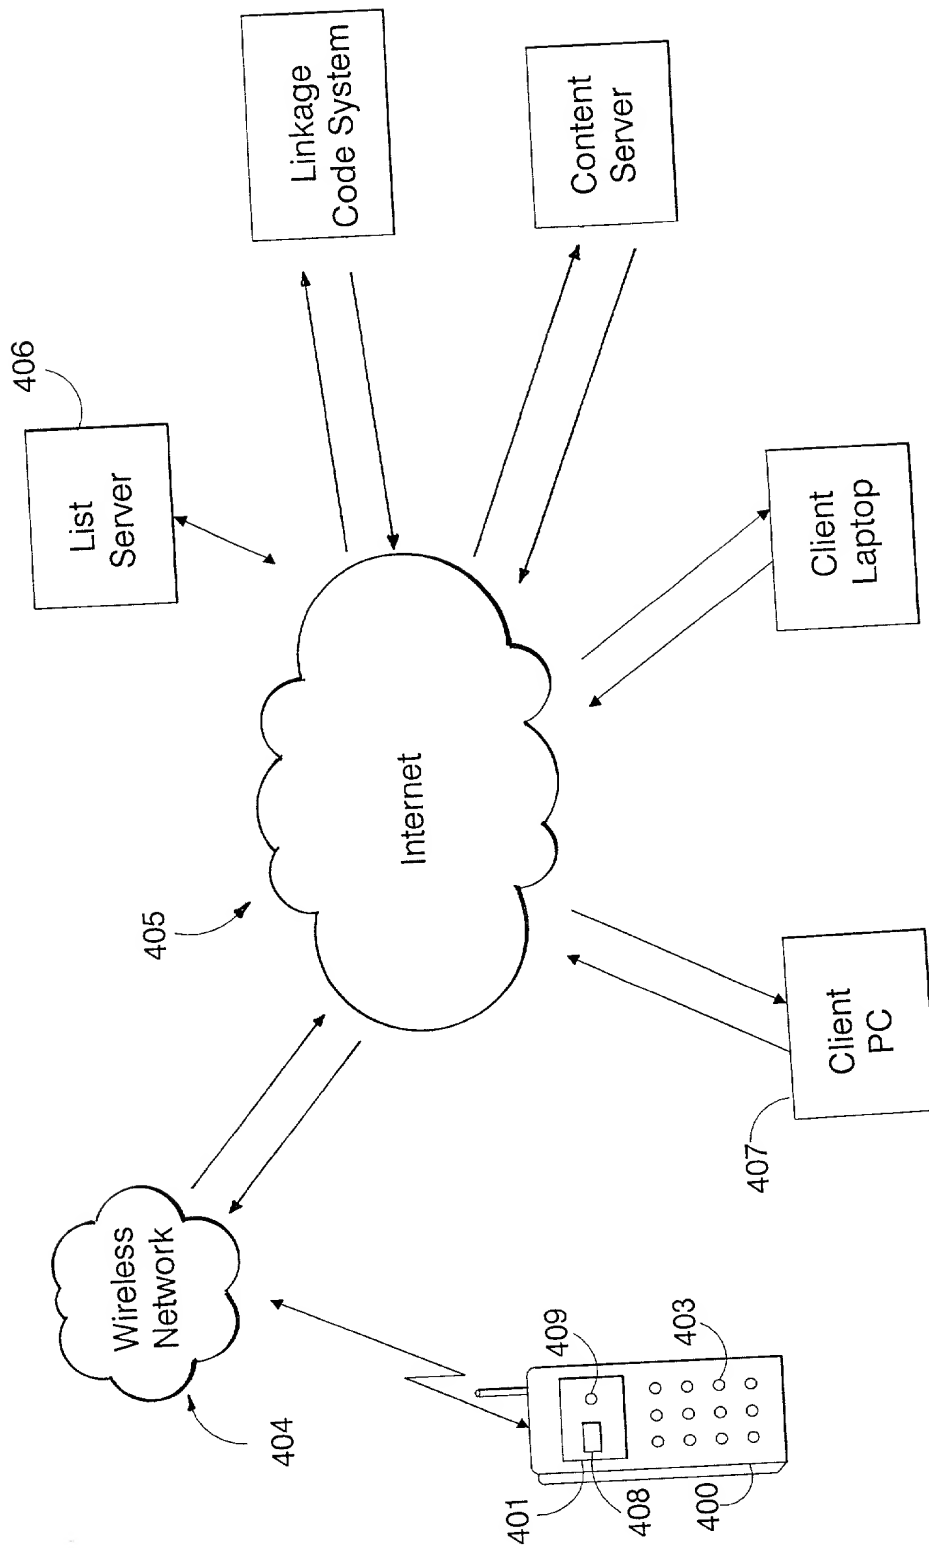 404
Wireless
Network
405
Internet
List
Server
406
Linkage
Code System
Content
Server
Client
Laptop
Client
PC
407
401
408
409
400
403